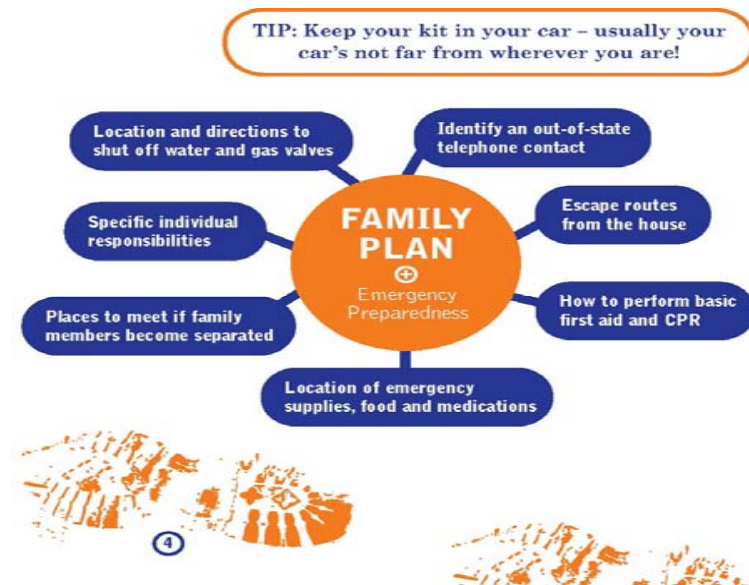 TIP: Keep your kit in your car – usually your
car's not far from wherever you are!
Location and directions to
shut off water and gas valves
Identify an out-of-state
telephone contact
Specific individual
responsibilities
FAMILY
PLAN
Emergency
Preparedness
Escape routes
from the house
Places to meet if family
members become separated
How to perform basic
first aid and CPR
Location of emergency
supplies, food and medications
4